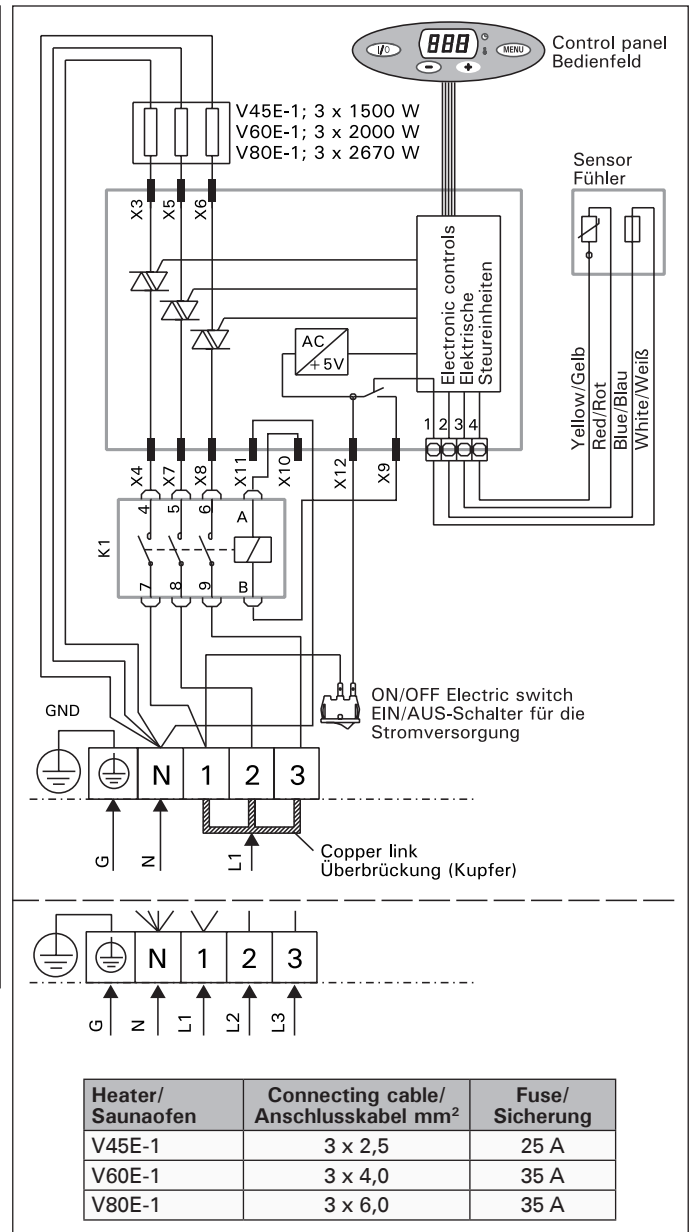 I/O
888
MENU
Control panel
Bedienfeld
V45E-1; 3 x 1500 W
V60E-1; 3 x 2000 W
V80E-1; 3 x 2670 W
Sensor
Fühler
X3
X5
X6
Electronic controls
Elektrische
Steureinheiten
AC
+5V
Yellow/Gelb
Red/Rot
Blue/Blau
White/Weiß
1 2 3 4
X4
X7
X8
X11
X10
X12
X9
4 5 6 A
K1
7 8 9 B
ON/OFF Electric switch
EIN/AUS-Schalter für die
Stromversorgung
GND
N 1 2 3
G N L1
Copper link
Überbrückung (Kupfer)
N 1 2 3
G N L1 L2 L3
Heater/ Connecting cable/ Fuse/
Saunaofen Anschlusskabel mm² Sicherung
V45E-1 3 x 2,5 25 A
V60E-1 3 x 4,0 35 A
V80E-1 3 x 6,0 35 A